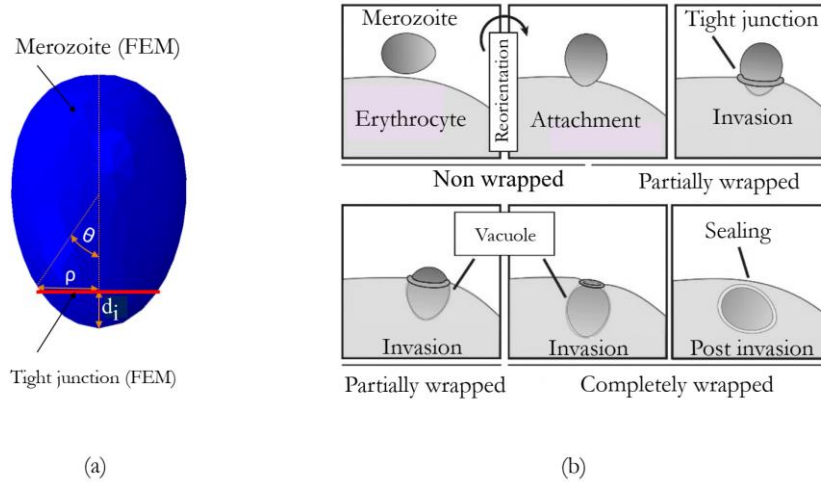 Merozoite (FEM)
θ
ρ
di
Tight junction (FEM)
(a)
Merozoite
Erythrocyte
Reorientation
Attachment
Tight junction
Invasion
Non wrapped
Partially wrapped
Vacuole
Invasion
Invasion
Sealing
Post invasion
Partially wrapped
Completely wrapped
(b)